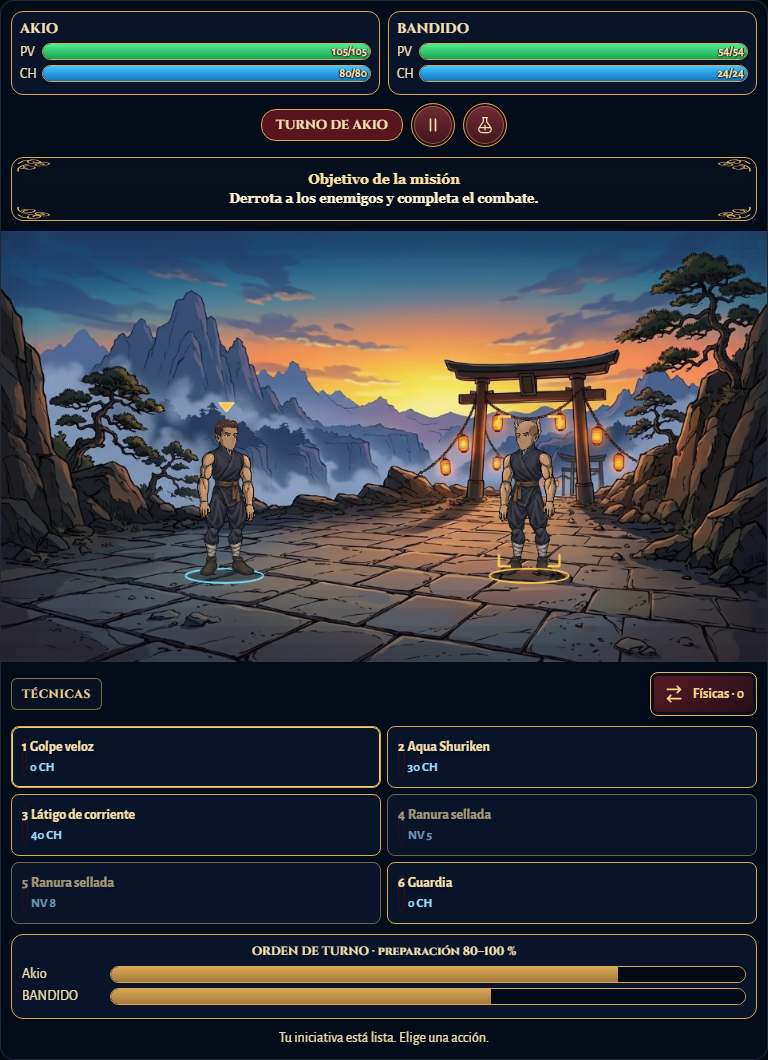 AKIO
PV 105/105
CH 80/80
BANDIDO
PV 54/54
CH 24/24
TURNO DE AKIO
Objetivo de la misión
Derrota a los enemigos y completa el combate.
TÉCNICAS
Físicas · 0
1 Golpe veloz
0 CH
2 Aqua Shuriken
30 CH
3 Látigo de corriente
40 CH
4 Ranura sellada
NV 5
5 Ranura sellada
NV 8
6 Guardia
0 CH
ORDEN DE TURNO · PREPARACIÓN 80–100 %
Akio
BANDIDO
Tu iniciativa está lista. Elige una acción.